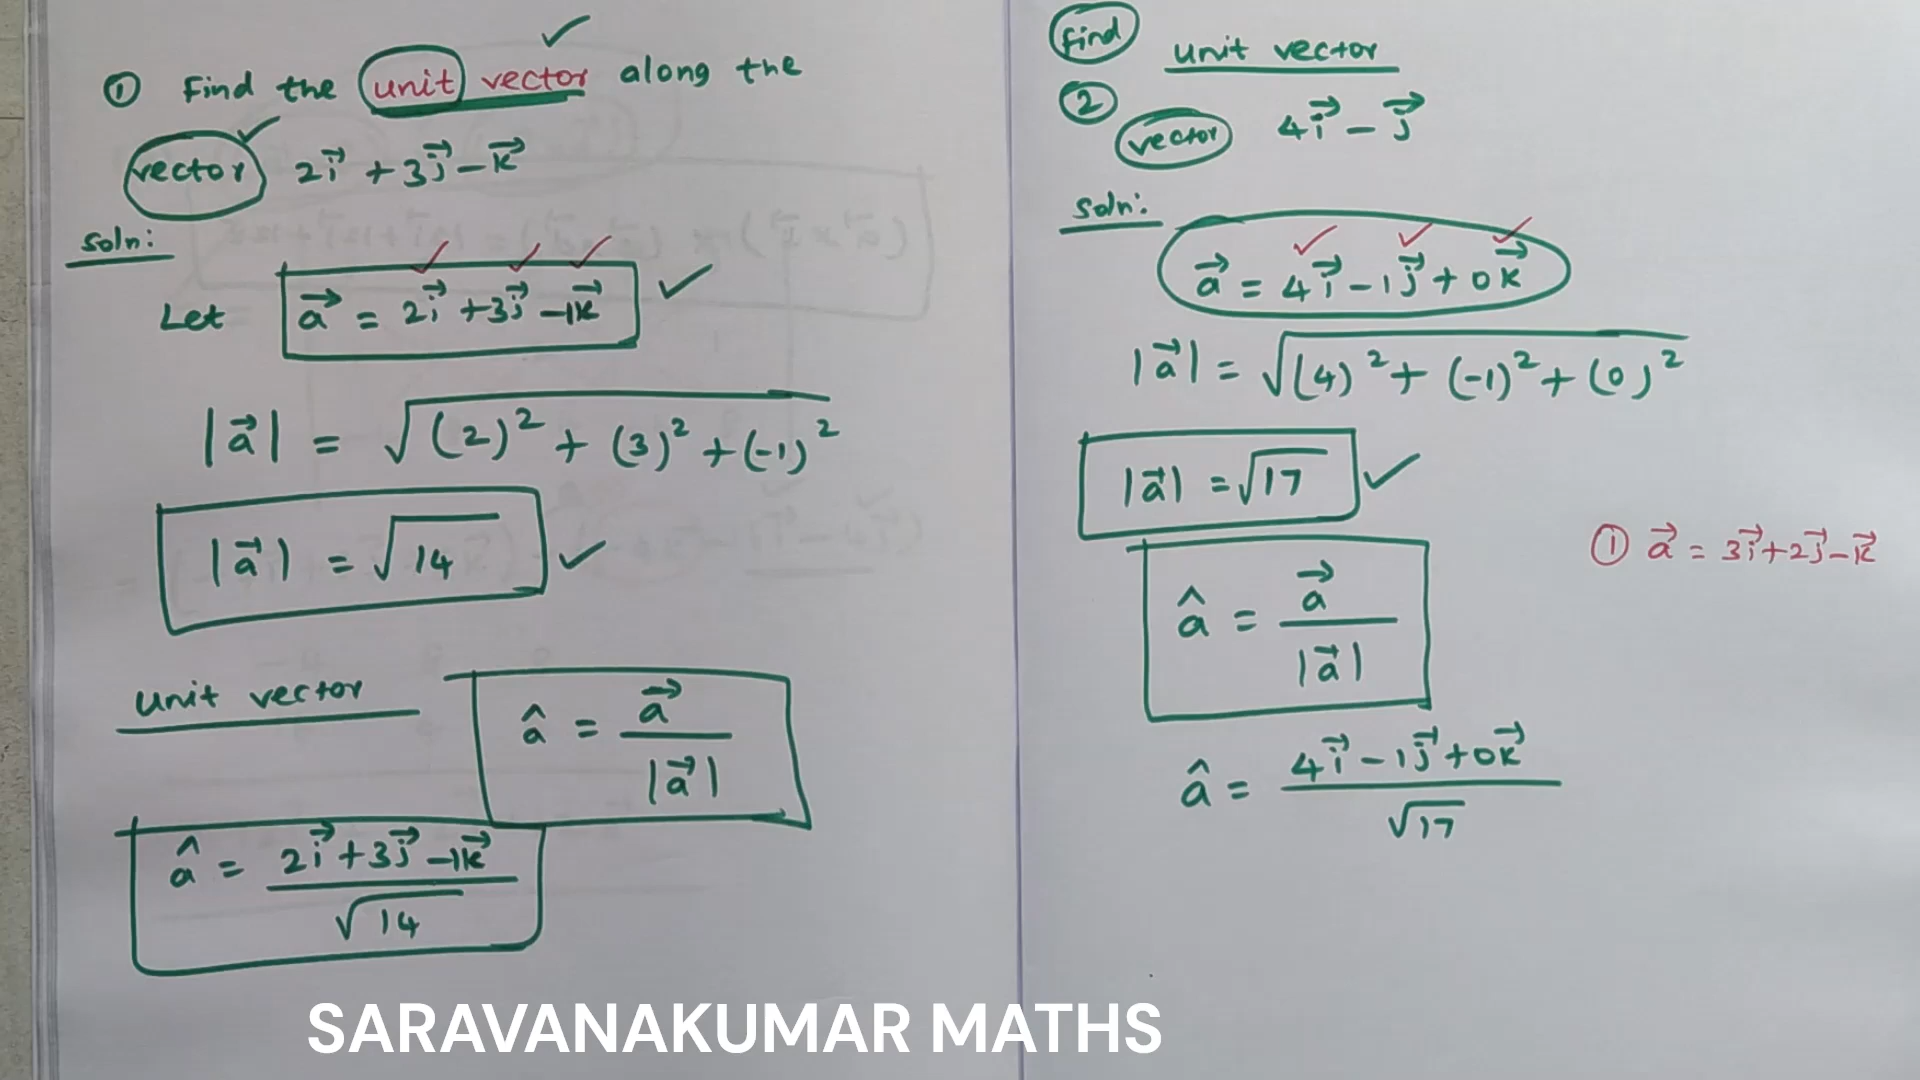 ① Find the unit vector along the
vector 2i⃗ + 3j⃗ − k⃗
Soln:
Let a⃗ = 2i⃗ + 3j⃗ − 1k⃗
|a⃗| = √((2)² + (3)² + (-1)²)
|a⃗| = √14
unit vector
â = a⃗ / |a⃗|
â = (2i⃗ + 3j⃗ − 1k⃗) / √14
Find unit vector
② vector 4i⃗ − j⃗
Soln:
a⃗ = 4i⃗ − 1j⃗ + 0k⃗
|a⃗| = √((4)² + (-1)² + (0)²)
|a⃗| = √17
① a⃗ = 3i⃗ + 2j⃗ − k⃗
â = a⃗ / |a⃗|
â = (4i⃗ − 1j⃗ + 0k⃗) / √17
SARAVANAKUMAR MATHS